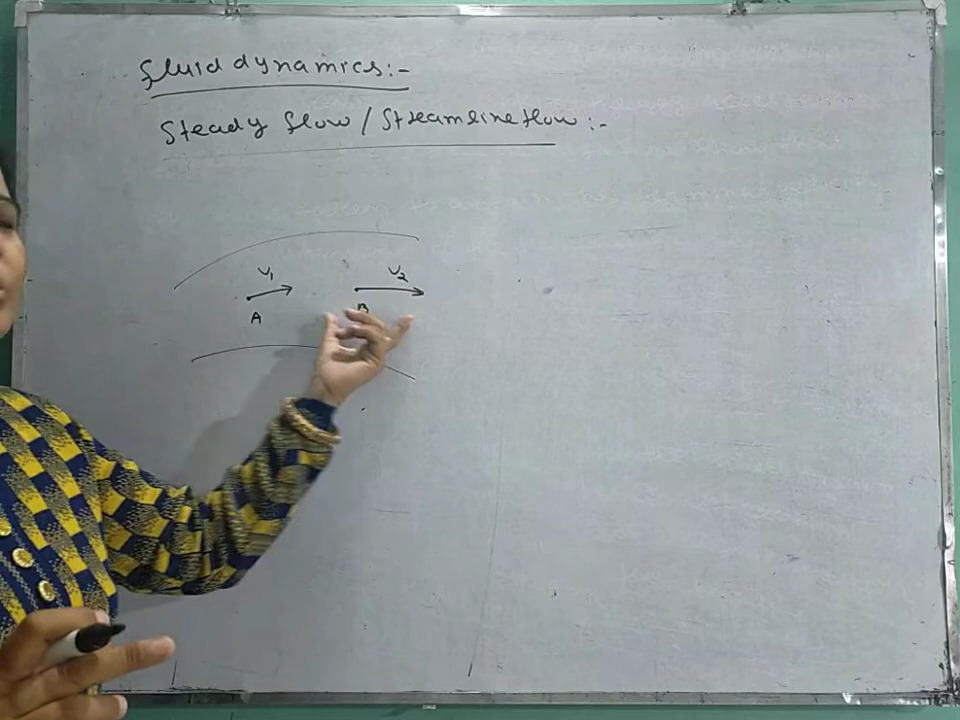 Fluid dynamics:-
Steady flow / Streamline flow :-
V₁ V₂
A B